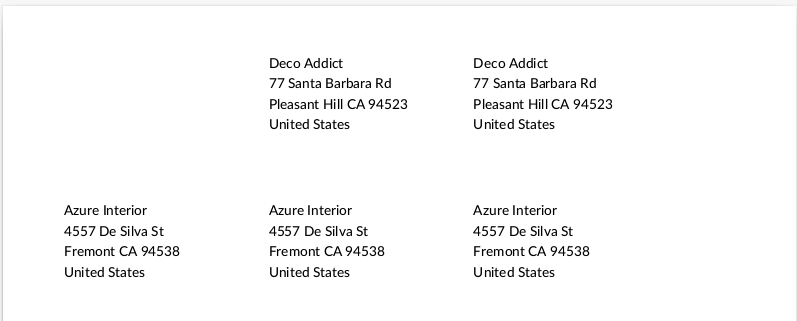 Deco Addict
77 Santa Barbara Rd
Pleasant Hill CA 94523
United States
Deco Addict
77 Santa Barbara Rd
Pleasant Hill CA 94523
United States
Azure Interior
4557 De Silva St
Fremont CA 94538
United States
Azure Interior
4557 De Silva St
Fremont CA 94538
United States
Azure Interior
4557 De Silva St
Fremont CA 94538
United States